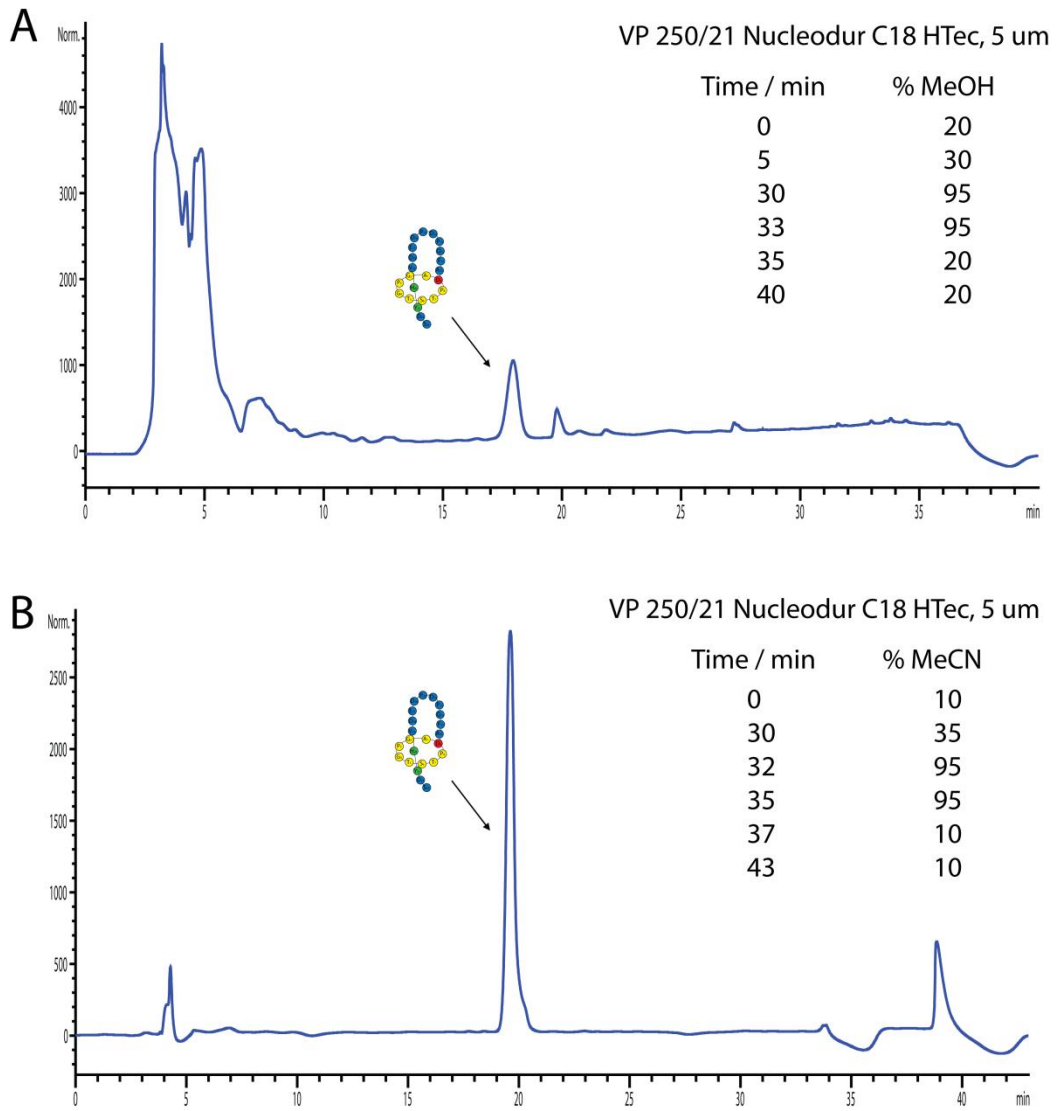 A
Norm.
VP 250/21 Nucleodur C18 HTec, 5 um
Time / min % MeOH
0 20
5 30
30 95
33 95
35 20
40 20
4000
3000
2000
1000
0
0 5 10 15 20 25 30 35 min
B
Norm.
VP 250/21 Nucleodur C18 HTec, 5 um
Time / min % MeCN
0 10
30 35
32 95
35 95
37 10
43 10
2500
2000
1500
1000
500
0
0 5 10 15 20 25 30 35 40 min